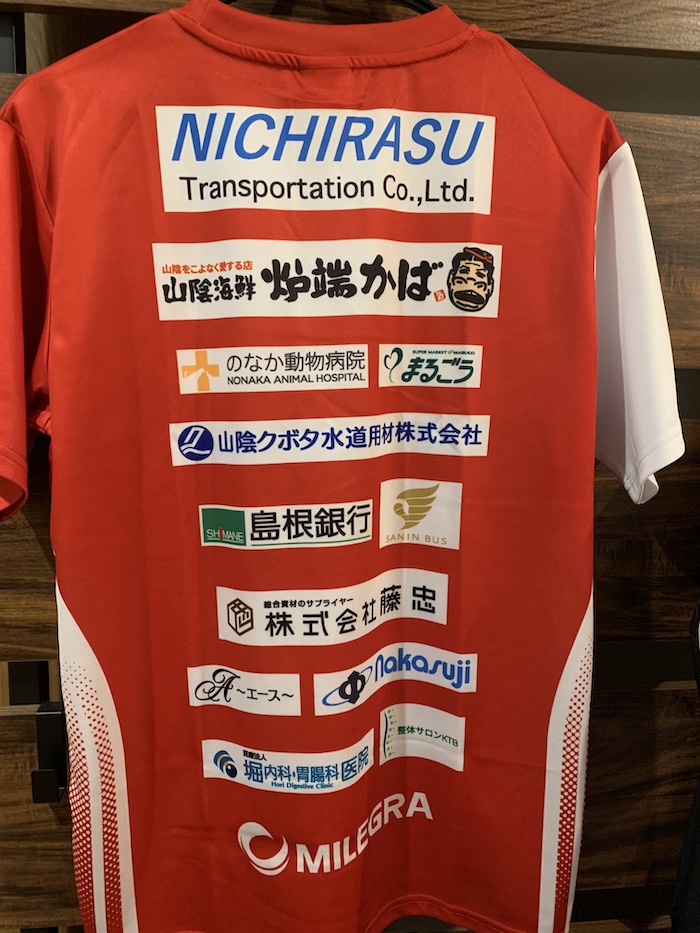 NICHIRASU
Transportation Co.,Ltd.
山陰をこよなく愛する店
山陰海鮮 炉端かば
のなか動物病院
NONAKA ANIMAL HOSPITAL
SUPER MARKET MARUGO
まるごう
山陰クボタ水道用材株式会社
SHIMANE
島根銀行
SANIN BUS
総合資材のサプライヤー
株式会社藤忠
A ～エース～
Nakasuji
整体サロンKTB
医療法人
堀内科・胃腸科医院
Hori Digestive Clinic
MILEGRA